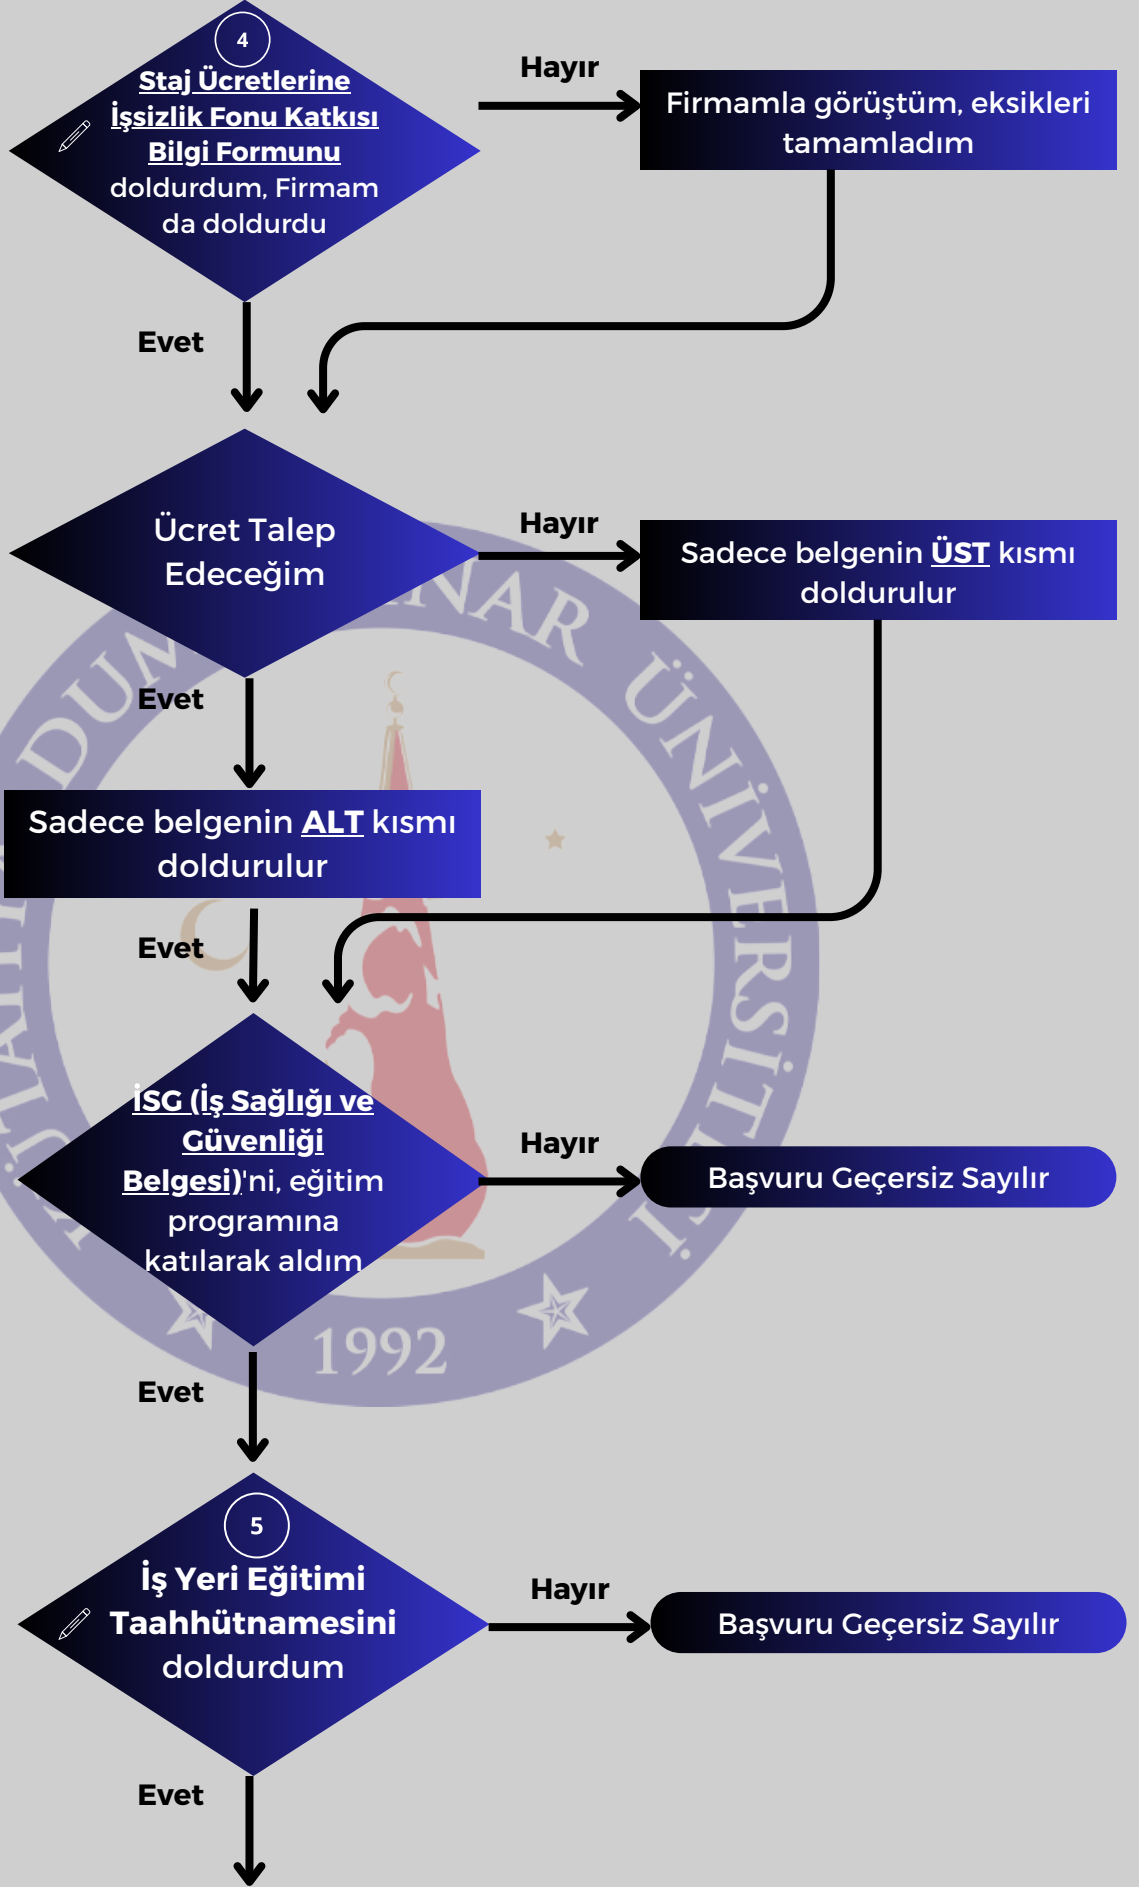 4
Staj Ücretlerine
İşsizlik Fonu Katkısı
Bilgi Formunu
doldurdum, Firmam
da doldurdu
Hayır
Firmamla görüştüm, eksikleri
tamamladım
Evet
Ücret Talep
Edeceğim
Hayır
Sadece belgenin ÜST kısmı
doldurulur
Evet
Sadece belgenin ALT kısmı
doldurulur
Evet
İSG (İş Sağlığı ve
Güvenliği
Belgesi)'ni, eğitim
programına
katılarak aldım
Hayır
Başvuru Geçersiz Sayılır
Evet
5
İş Yeri Eğitimi
Taahhütnamesini
doldurdum
Hayır
Başvuru Geçersiz Sayılır
Evet
ÜNİVERSİTESİ
1992